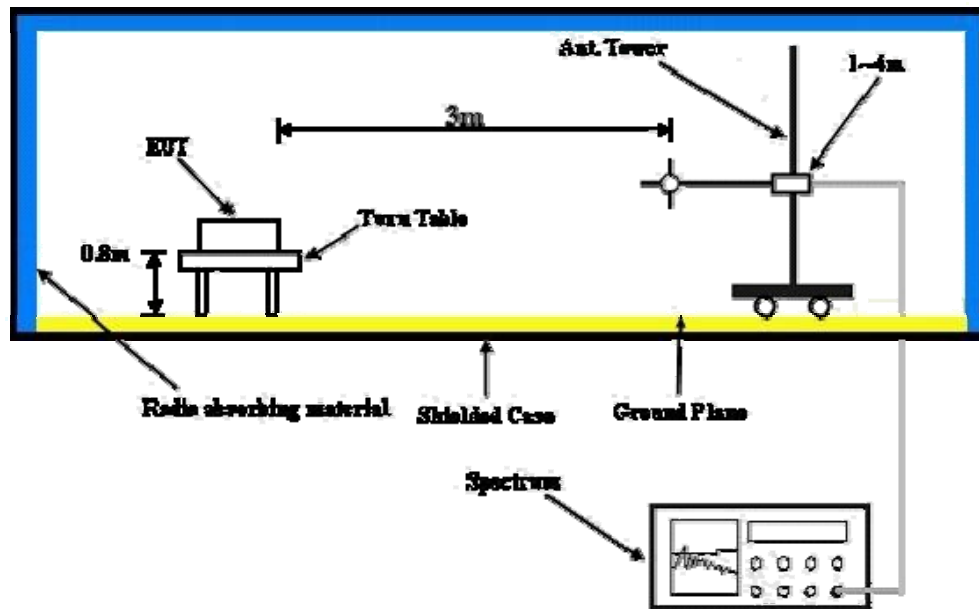 Ant. Tower
1~4m
3m
EUT
Turn Table
0.8m
Radio absorbing material
Shielded Case
Ground Plane
Spectrum